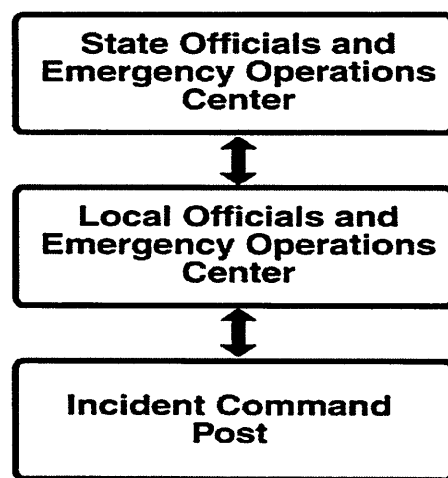 State Officials and
Emergency Operations
Center
Local Officials and
Emergency Operations
Center
Incident Command
Post